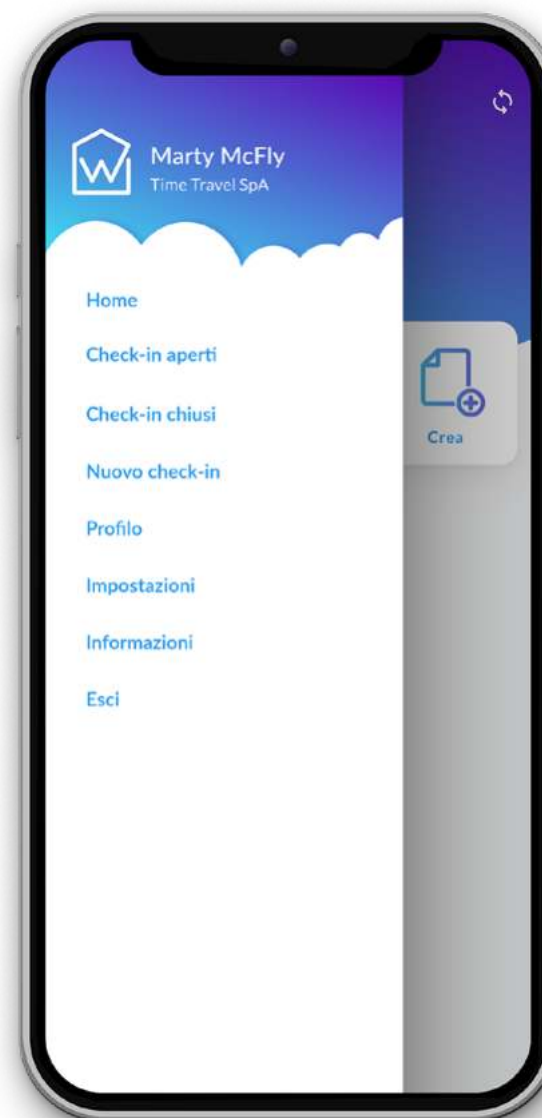 Marty McFly
Time Travel SpA
Home
Check-in aperti
Check-in chiusi
Nuovo check-in
Profilo
Impostazioni
Informazioni
Esci
Crea